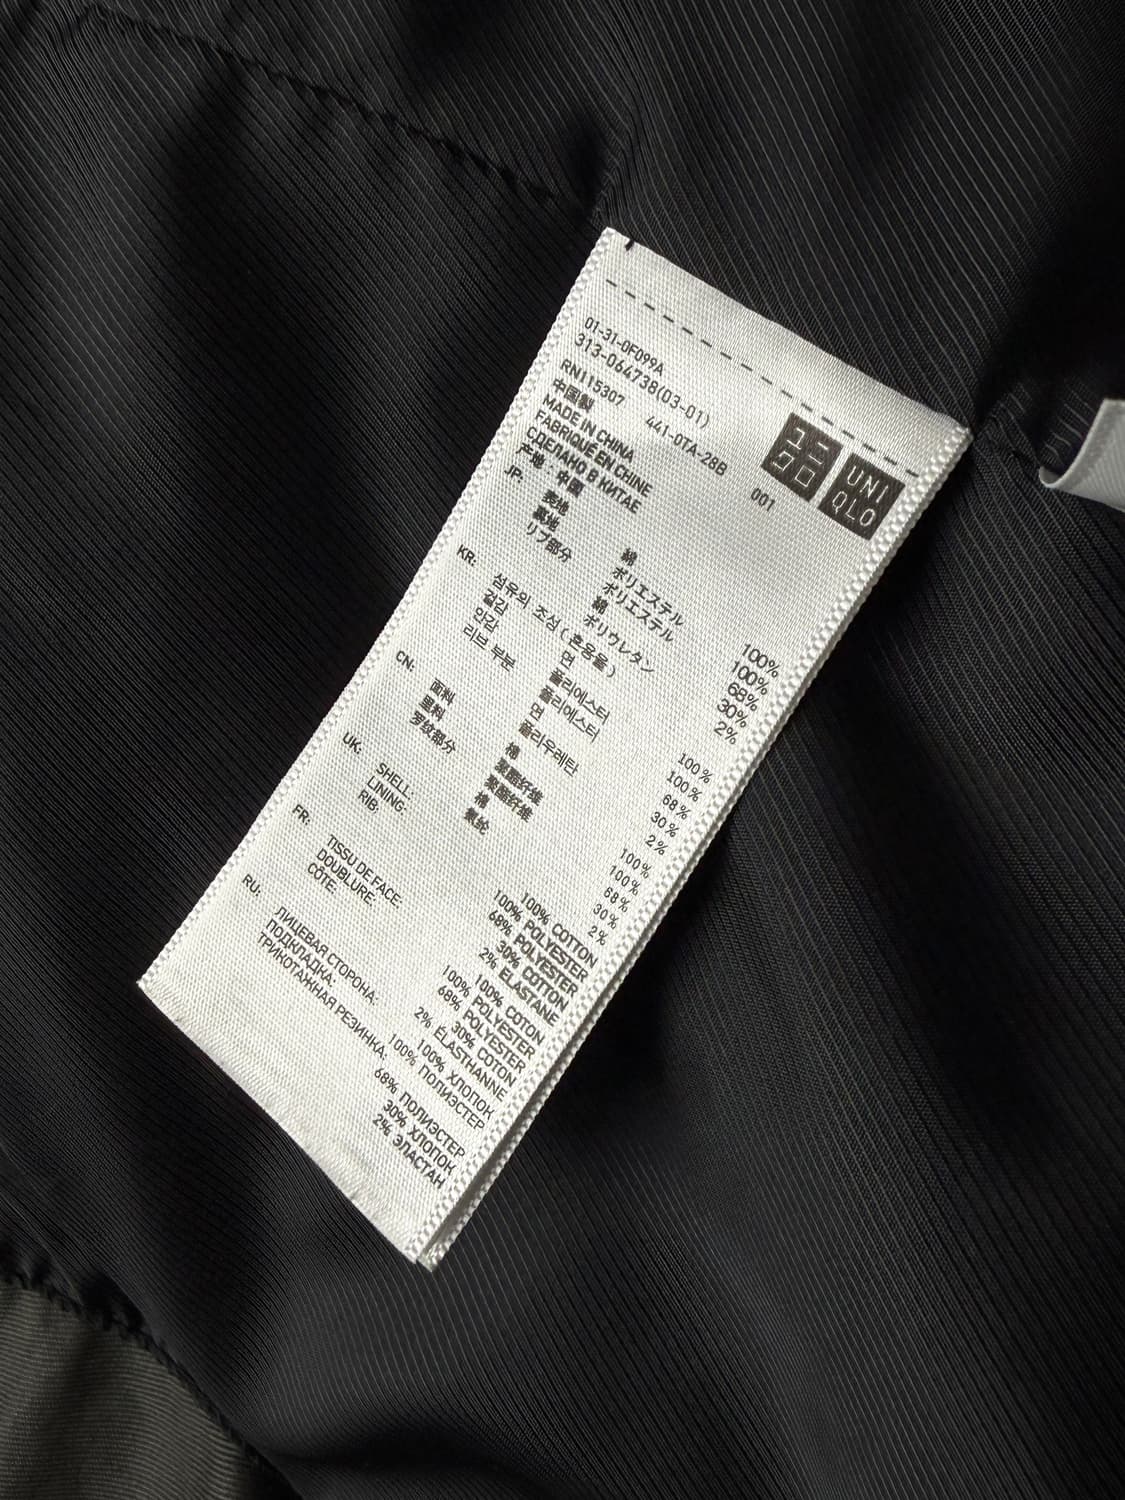 01-31-0F099A
313-064738(03-01)
RN115307 441-0TA-28B 001
中国製
MADE IN CHINA
FABRIQUÉ EN CHINE
СДЕЛАНО В КИТАЕ
产地：中国
ユニクロ
UNI
QLO
JP:
表地 綿 100%
裏地 ポリエステル 100%
リブ部分 ポリエステル 68%
綿 30%
ポリウレタン 2%
KR:
섬유의 조성(혼용율)
겉감 면 100%
안감 폴리에스터 100%
리브 부분 폴리에스터 68%
면 30%
폴리우레탄 2%
CN:
面料 棉 100%
里料 聚酯纤维 100%
罗纹部分 聚酯纤维 68%
棉 30%
氨纶 2%
UK:
SHELL: 100% COTTON
LINING: 100% POLYESTER
RIB: 68% POLYESTER
30% COTTON
2% ELASTANE
FR:
TISSU DE FACE: 100% COTON
DOUBLURE: 100% POLYESTER
CÔTE: 68% POLYESTER
30% COTON
2% ÉLASTHANNE
RU:
ЛИЦЕВАЯ СТОРОНА: 100% ХЛОПОК
ПОДКЛАДКА: 100% ПОЛИЭСТЕР
ТРИКОТАЖНАЯ РЕЗИНКА:
68% ПОЛИЭСТЕР
30% ХЛОПОК
2% ЭЛАСТАН